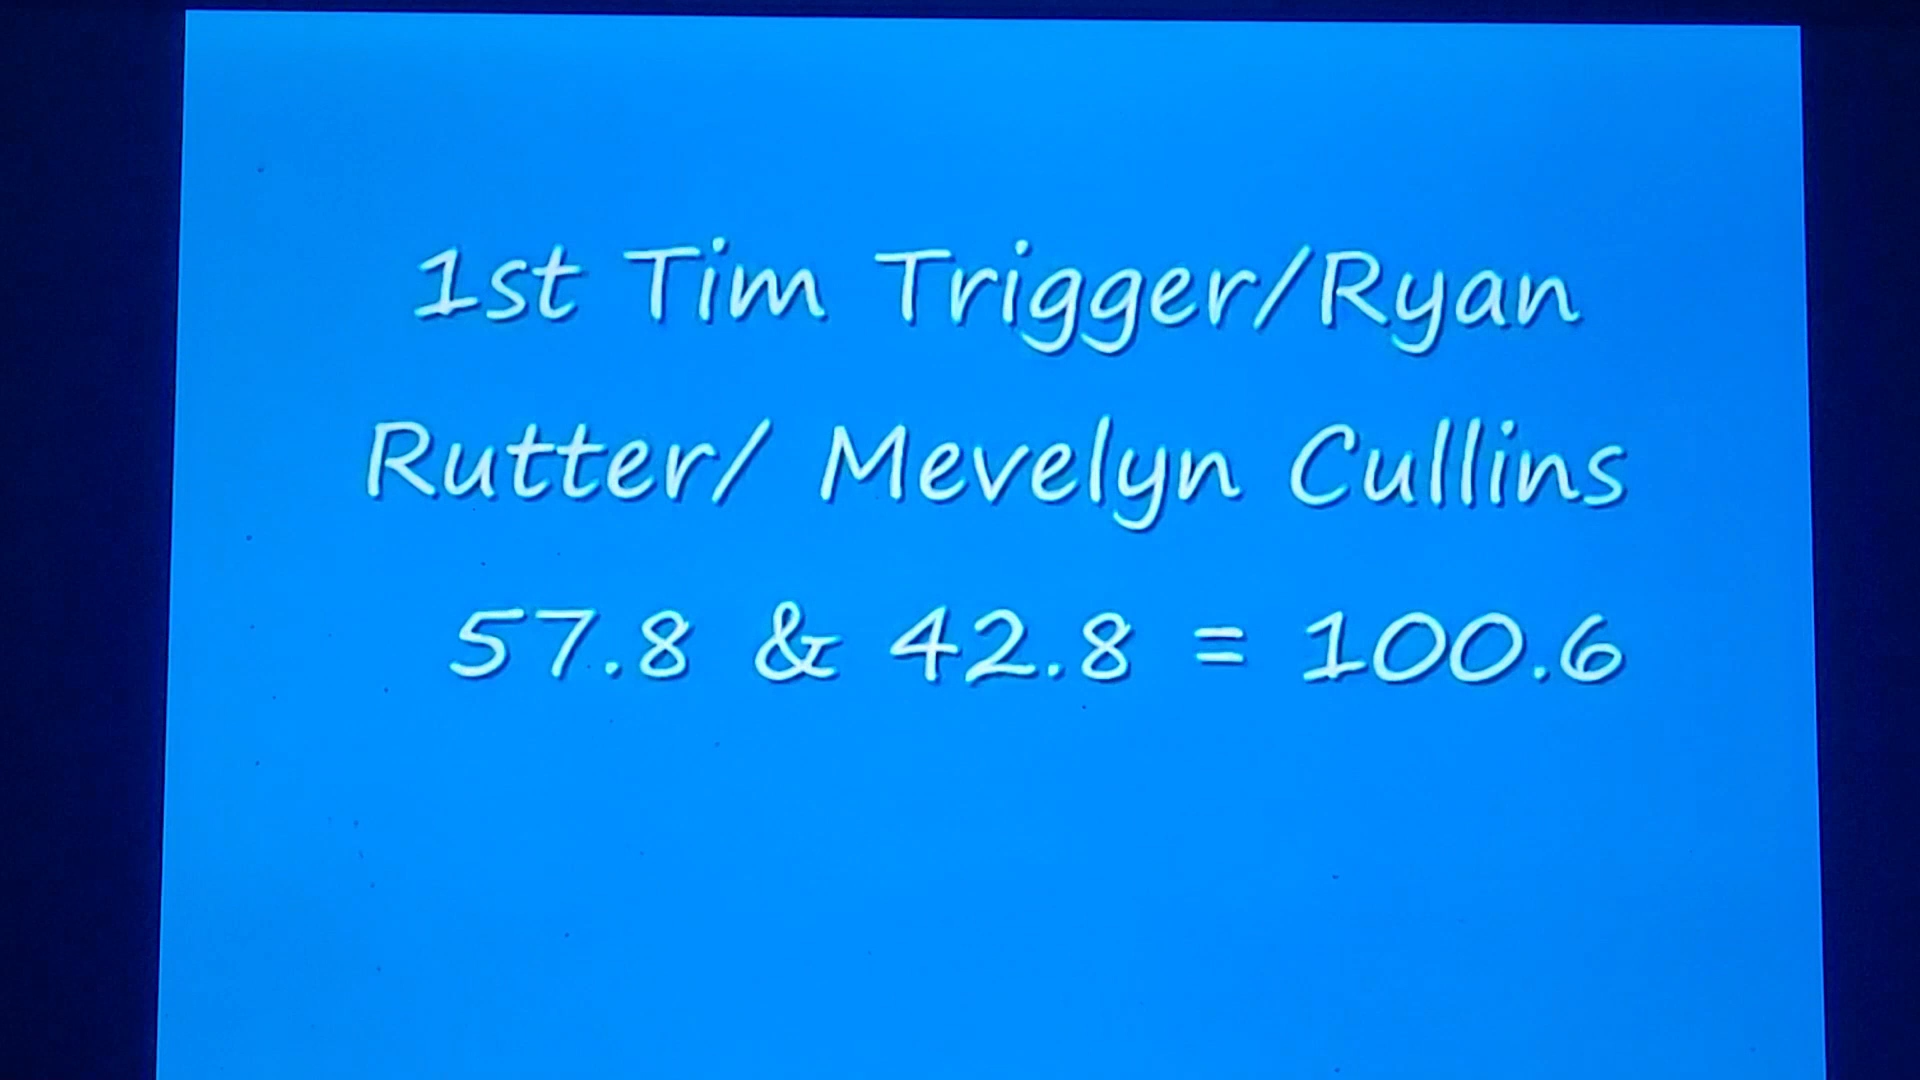 1st Tim Trigger/Ryan
Rutter/ Mevelyn Cullins
57.8 & 42.8 = 100.6